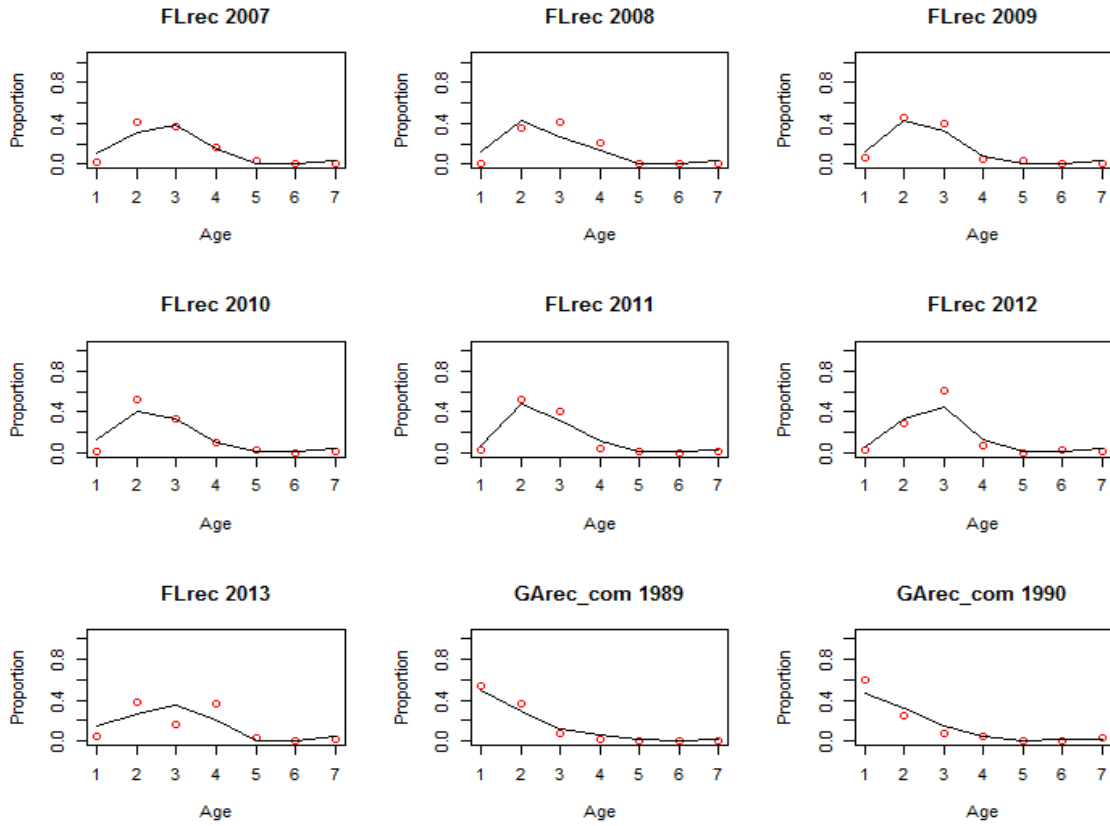 FLrec 2007
Proportion
0.0 0.4 0.8
1 2 3 4 5 6 7
Age
FLrec 2008
Proportion
0.0 0.4 0.8
1 2 3 4 5 6 7
Age
FLrec 2009
Proportion
0.0 0.4 0.8
1 2 3 4 5 6 7
Age
FLrec 2010
Proportion
0.0 0.4 0.8
1 2 3 4 5 6 7
Age
FLrec 2011
Proportion
0.0 0.4 0.8
1 2 3 4 5 6 7
Age
FLrec 2012
Proportion
0.0 0.4 0.8
1 2 3 4 5 6 7
Age
FLrec 2013
Proportion
0.0 0.4 0.8
1 2 3 4 5 6 7
Age
GArec_com 1989
Proportion
0.0 0.4 0.8
1 2 3 4 5 6 7
Age
GArec_com 1990
Proportion
0.0 0.4 0.8
1 2 3 4 5 6 7
Age